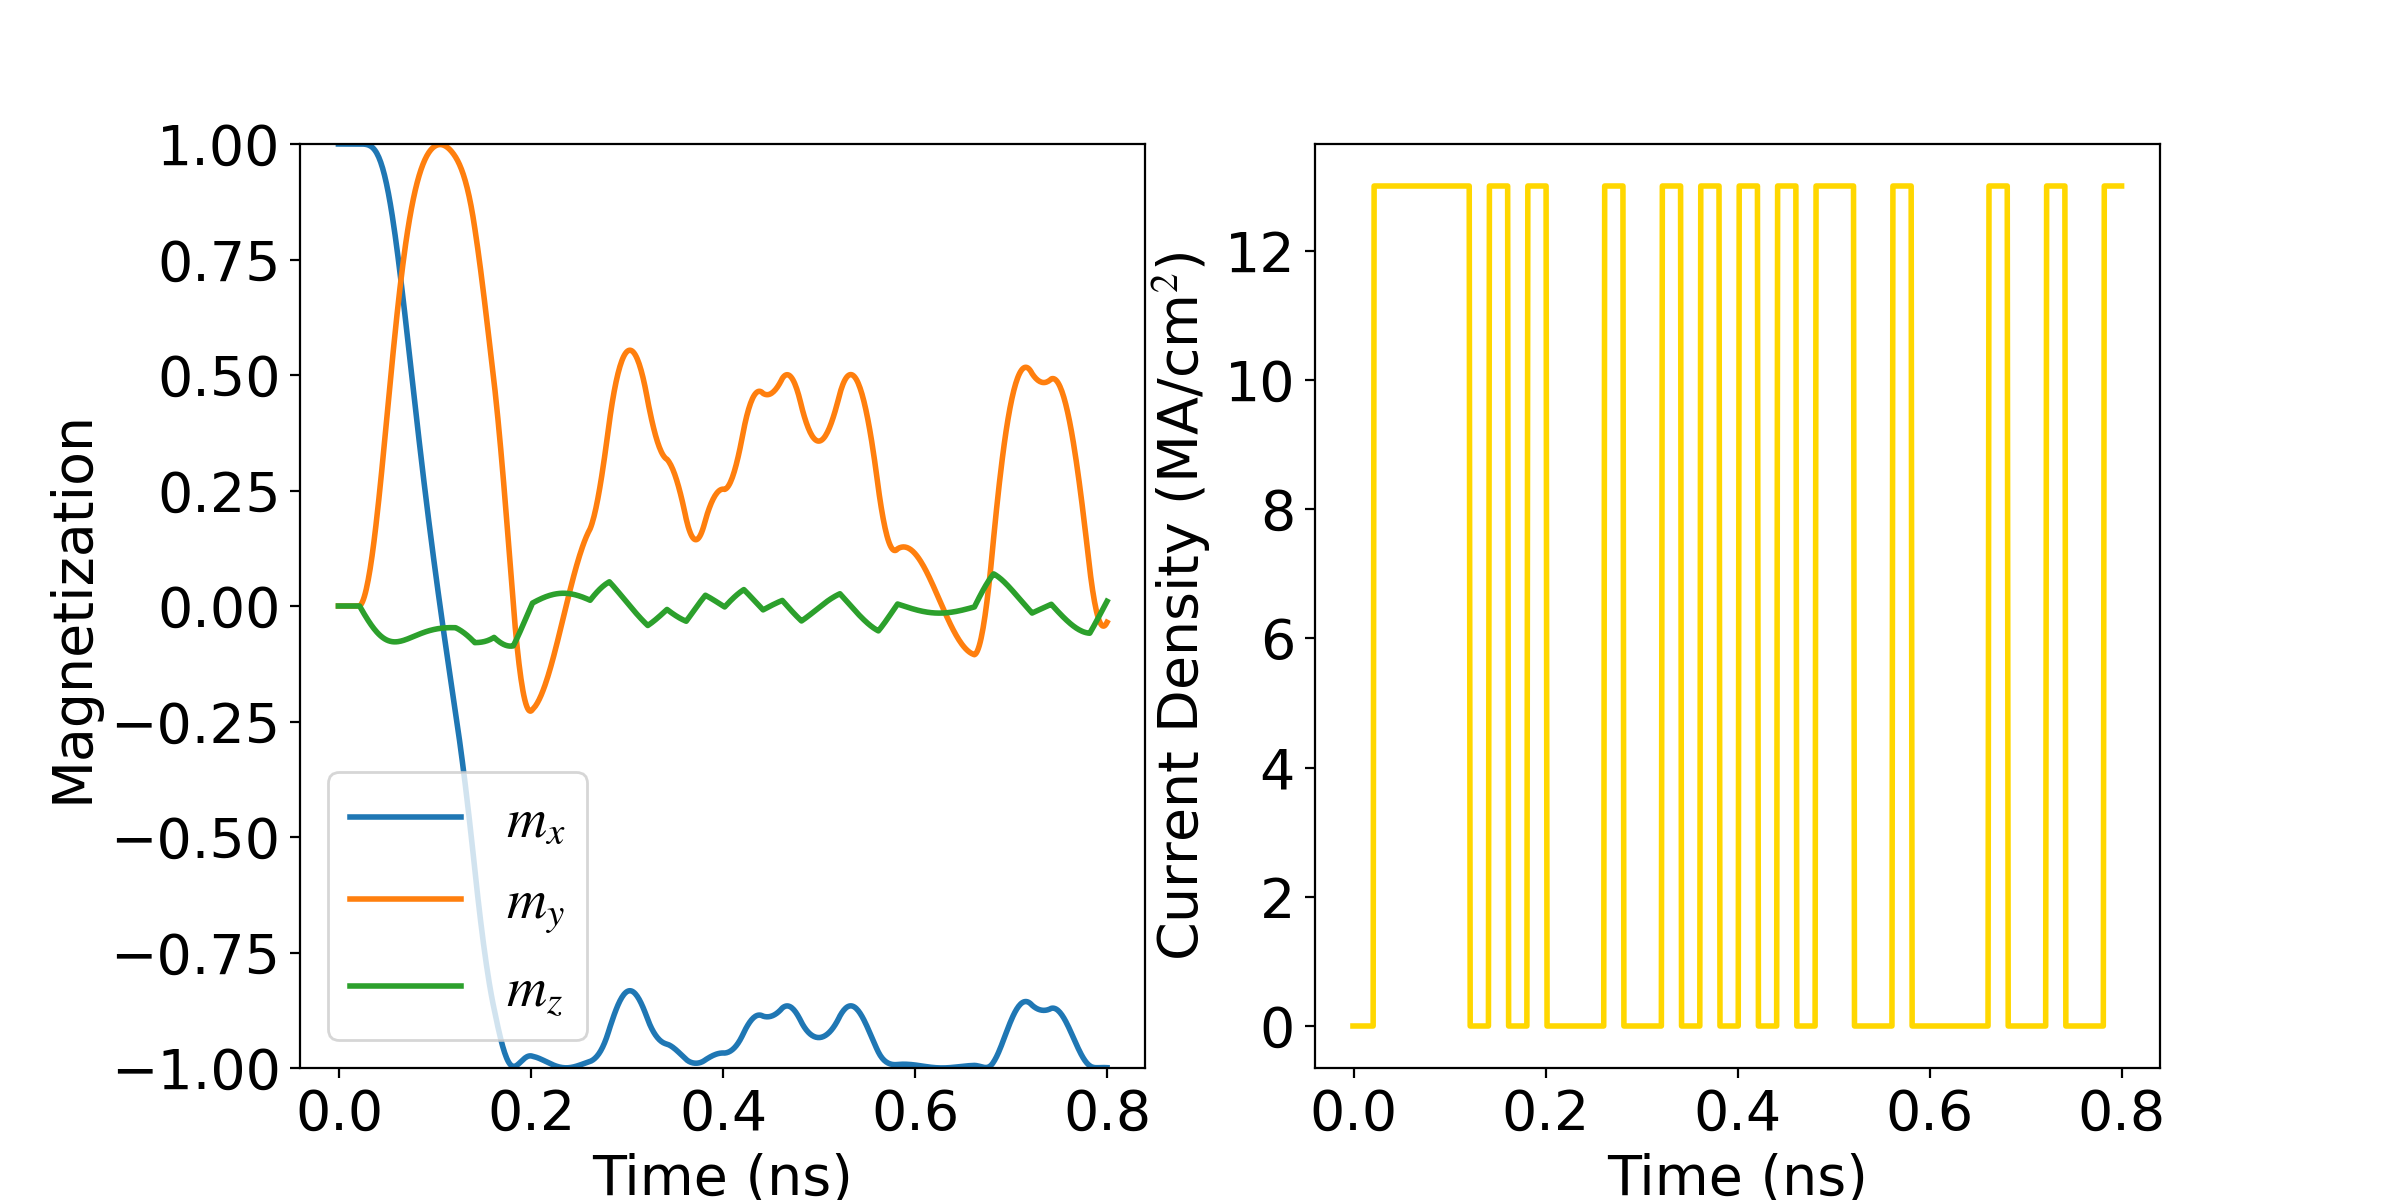 Magnetization
1.00
0.75
0.50
0.25
0.00
−0.25
−0.50
−0.75
−1.00
m_x
m_y
m_z
0.0 0.2 0.4 0.6 0.8
Time (ns)
Current Density (MA/cm²)
12
10
8
6
4
2
0
0.0 0.2 0.4 0.6 0.8
Time (ns)